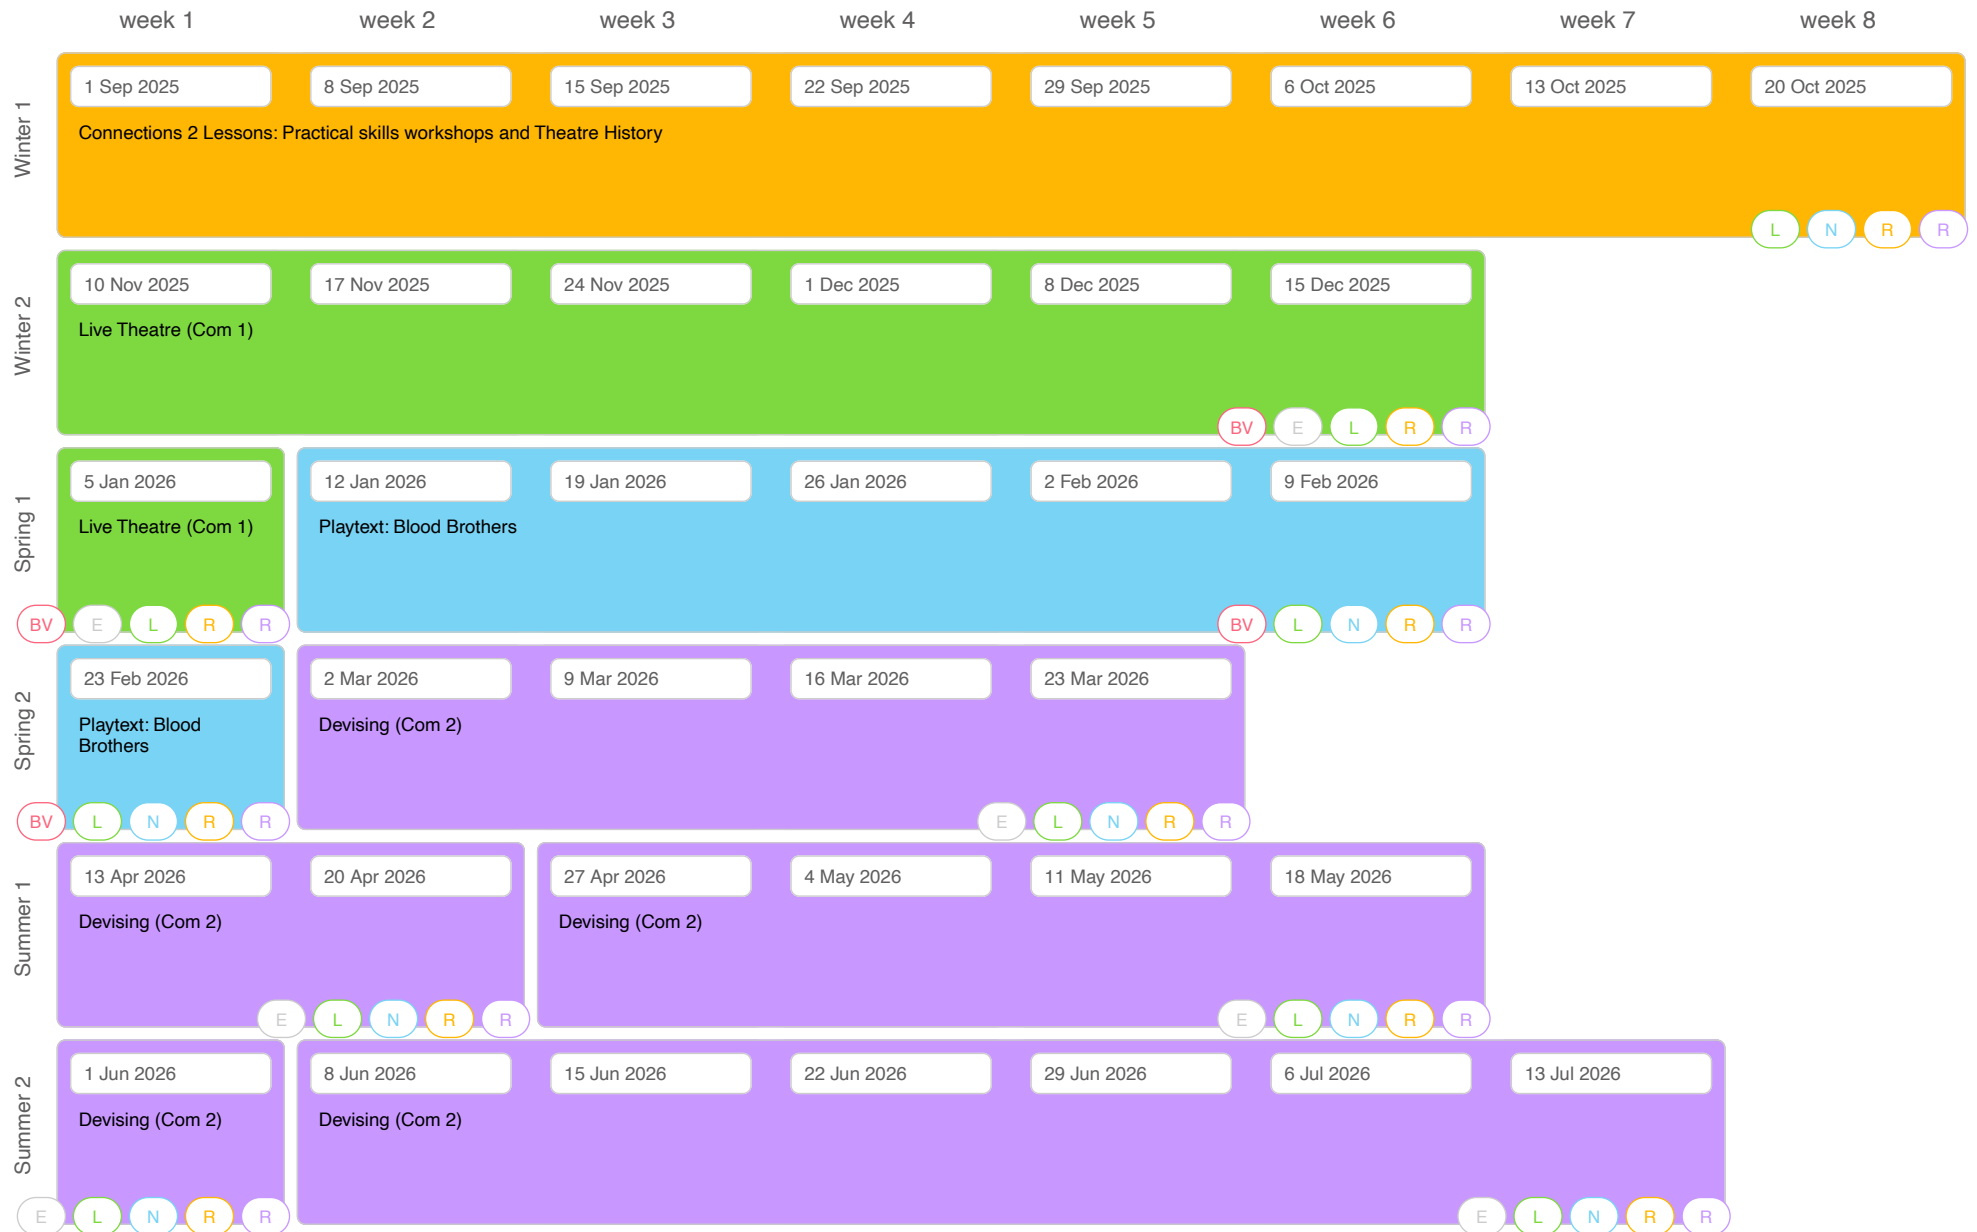 week 1 week 2 week 3 week 4 week 5 week 6 week 7 week 8
Winter 1
1 Sep 2025 8 Sep 2025 15 Sep 2025 22 Sep 2025 29 Sep 2025 6 Oct 2025 13 Oct 2025 20 Oct 2025
Connections 2 Lessons: Practical skills workshops and Theatre History
L N R R
Winter 2
10 Nov 2025 17 Nov 2025 24 Nov 2025 1 Dec 2025 8 Dec 2025 15 Dec 2025
Live Theatre (Com 1)
BV E L R R
Spring 1
5 Jan 2026 12 Jan 2026 19 Jan 2026 26 Jan 2026 2 Feb 2026 9 Feb 2026
Live Theatre (Com 1) Playtext: Blood Brothers
BV E L R R BV L N R R
Spring 2
23 Feb 2026 2 Mar 2026 9 Mar 2026 16 Mar 2026 23 Mar 2026
Playtext: Blood Devising (Com 2)
Brothers
BV L N R R E L N R R
Summer 1
13 Apr 2026 20 Apr 2026 27 Apr 2026 4 May 2026 11 May 2026 18 May 2026
Devising (Com 2) Devising (Com 2)
E L N R R E L N R R
Summer 2
1 Jun 2026 8 Jun 2026 15 Jun 2026 22 Jun 2026 29 Jun 2026 6 Jul 2026 13 Jul 2026
Devising (Com 2) Devising (Com 2)
E L N R R E L N R R